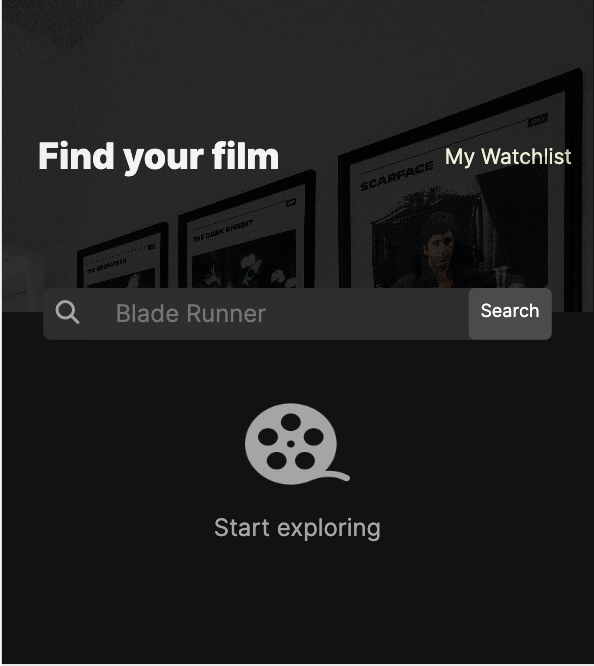 Find your film
My Watchlist
SCARFACE
THE DARK KNIGHT
THE GODFATHER
Blade Runner
Search
Start exploring